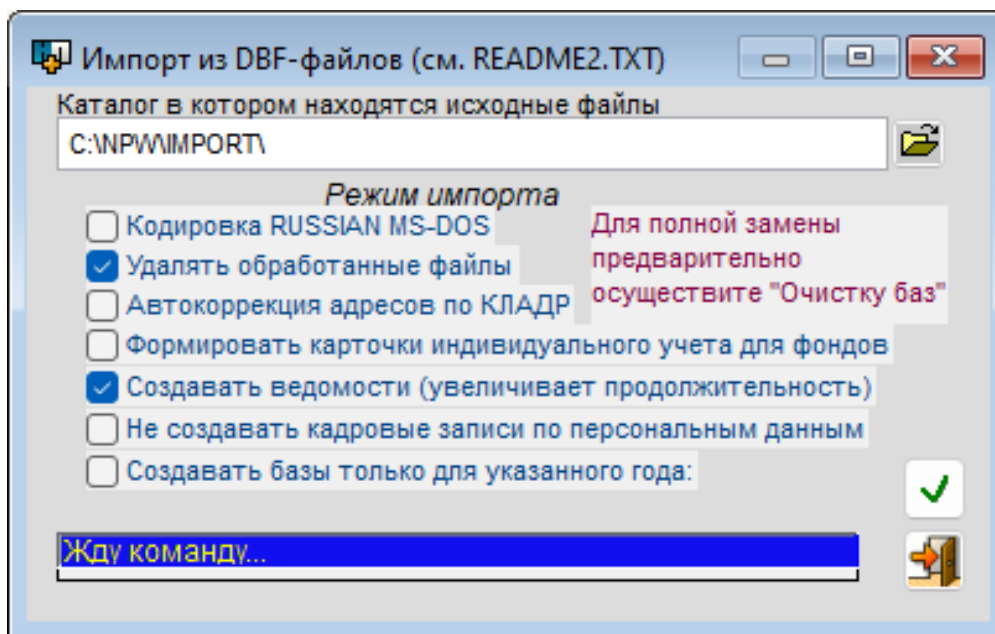 Импорт из DBF-файлов (см. README2.TXT)
Каталог в котором находятся исходные файлы
C:\NPW\IMPORT\
Режим импорта
Кодировка RUSSIAN MS-DOS
Для полной замены
Удалять обработанные файлы
предварительно
Автокоррекция адресов по КЛАДР
осуществите "Очистку баз"
Формировать карточки индивидуального учета для фондов
Создавать ведомости (увеличивает продолжительность)
Не создавать кадровые записи по персональным данным
Создавать базы только для указанного года:
Жду команду...